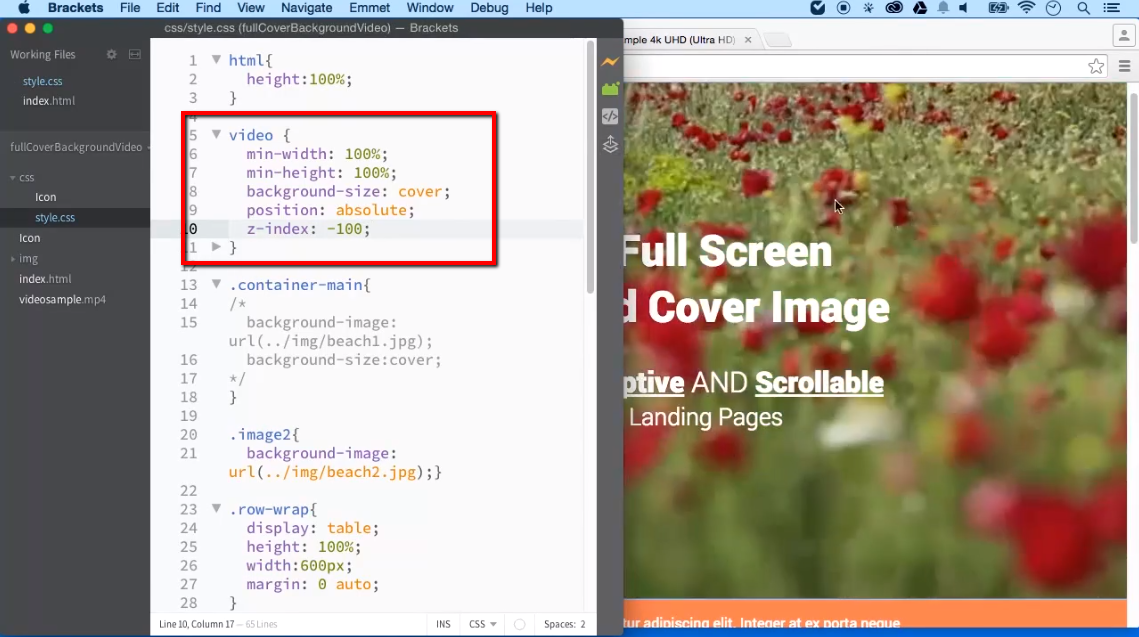 Brackets File Edit Find View Navigate Emmet Window Debug Help
css/style.css (fullCoverBackgroundVideo) — Brackets
Working Files
style.css
index.html
fullCoverBackgroundVideo
css
Icon
style.css
Icon
img
index.html
videosample.mp4
1 html{
2 height:100%;
3 }
4
5 video {
6 min-width: 100%;
7 min-height: 100%;
8 background-size: cover;
9 position: absolute;
10 z-index: -100;
11 }
12
13 .container-main{
14 /*
15 background-image:
url(../img/beach1.jpg);
16 background-size:cover;
17 */
18 }
19
20 .image2{
21 background-image:
url(../img/beach2.jpg);}
22
23 .row-wrap{
24 display: table;
25 height: 100%;
26 width:600px;
27 margin: 0 auto;
28 }
Line 10, Column 17 — 65 Lines
INS CSS Spaces: 2
mple 4k UHD (Ultra HD)
Full Screen
d Cover Image
ptive AND Scrollable
Landing Pages
tur adipiscing elit. Integer at ex porta neque